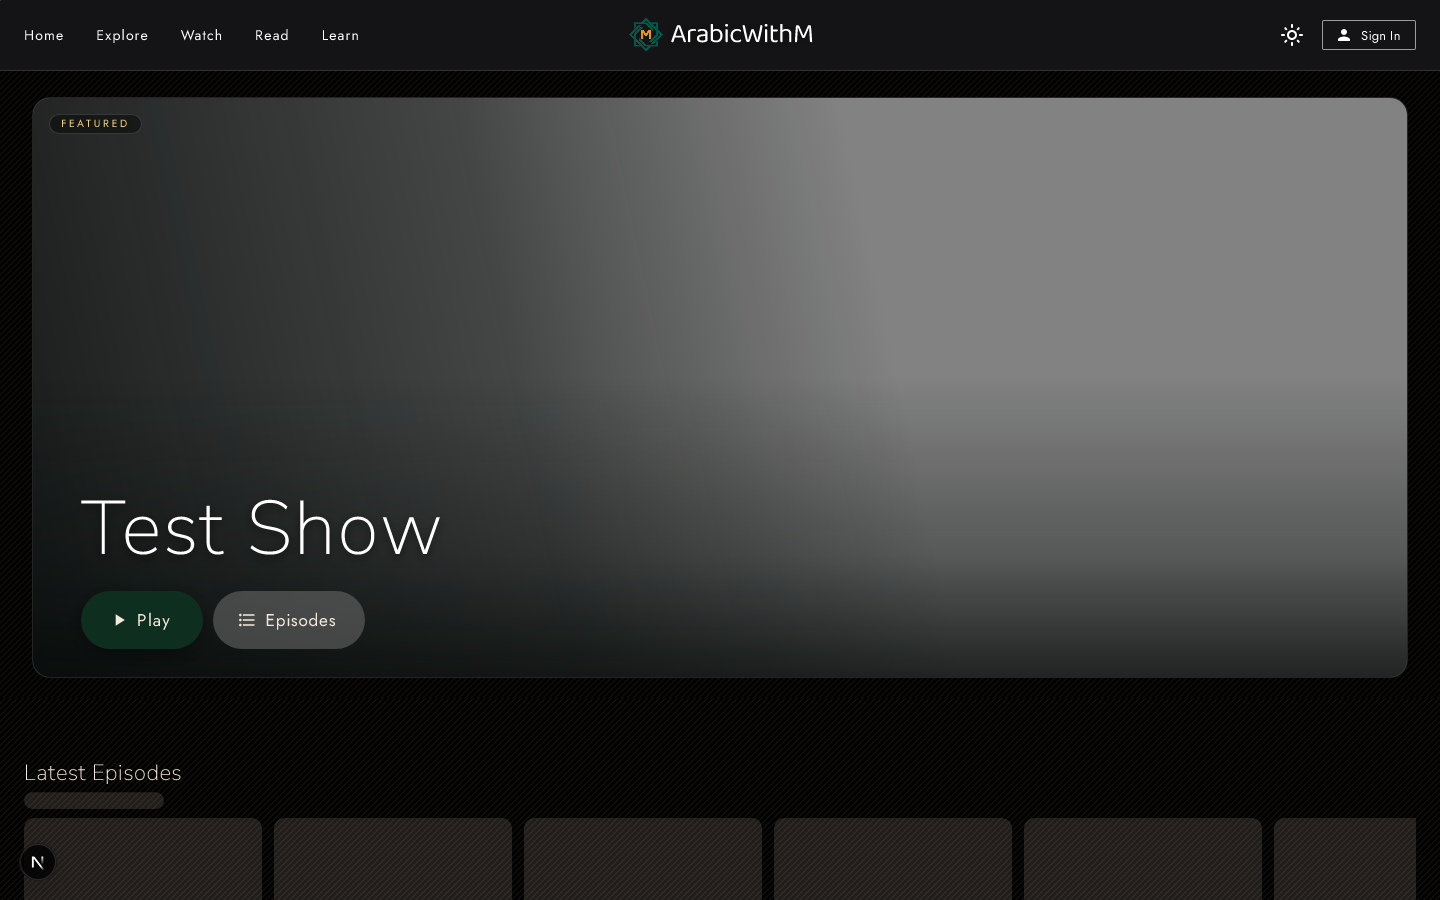 Home
Explore
Watch
Read
Learn
M
ArabicWithM
Sign In
FEATURED
Test Show
Play
Episodes
Latest Episodes
N